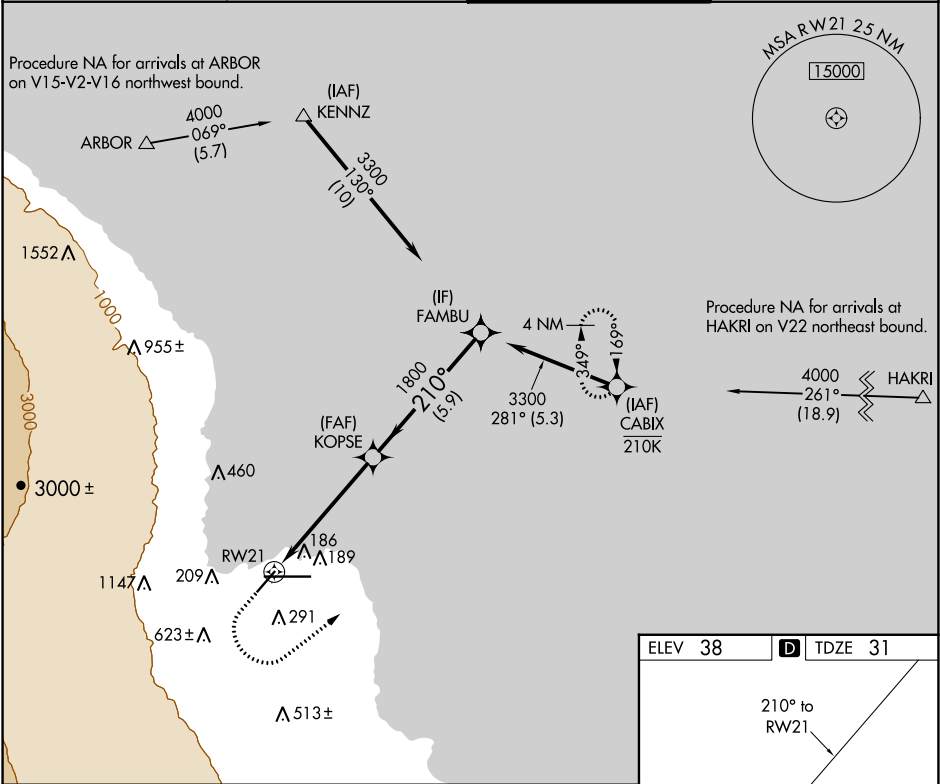 Procedure NA for arrivals at ARBOR
on V15-V2-V16 northwest bound.
MSA RW21 25 NM
15000
(IAF)
KENNZ
ARBOR
4000
069°
(5.7)
3300
130°
(10)
1552
1000
955±
3000
3000±
(IF)
FAMBU
4 NM
349°
169°
Procedure NA for arrivals at
HAKRI on V22 northeast bound.
1800
210°
(5.9)
3300
281° (5.3)
(IAF)
CABIX
210K
4000
261°
(18.9)
HAKRI
(FAF)
KOPSE
460
RW21
186
189
1147
209
291
623±
513±
ELEV 38
D
TDZE 31
210° to
RW21